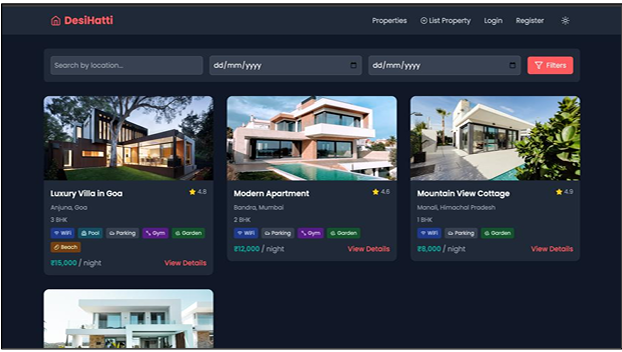 DesiHatti
Properties List Property Login Register
Search by location... dd/mm/yyyy dd/mm/yyyy Filters
Luxury Villa in Goa 4.8
Anjuna, Goa
3 BHK
WiFi Pool Parking Gym Garden
Beach
₹15,000 / night View Details
Modern Apartment 4.6
Bandra, Mumbai
2 BHK
WiFi Parking Gym Garden
₹12,000 / night View Details
Mountain View Cottage 4.9
Manali, Himachal Pradesh
1 BHK
WiFi Parking Garden
₹8,000 / night View Details